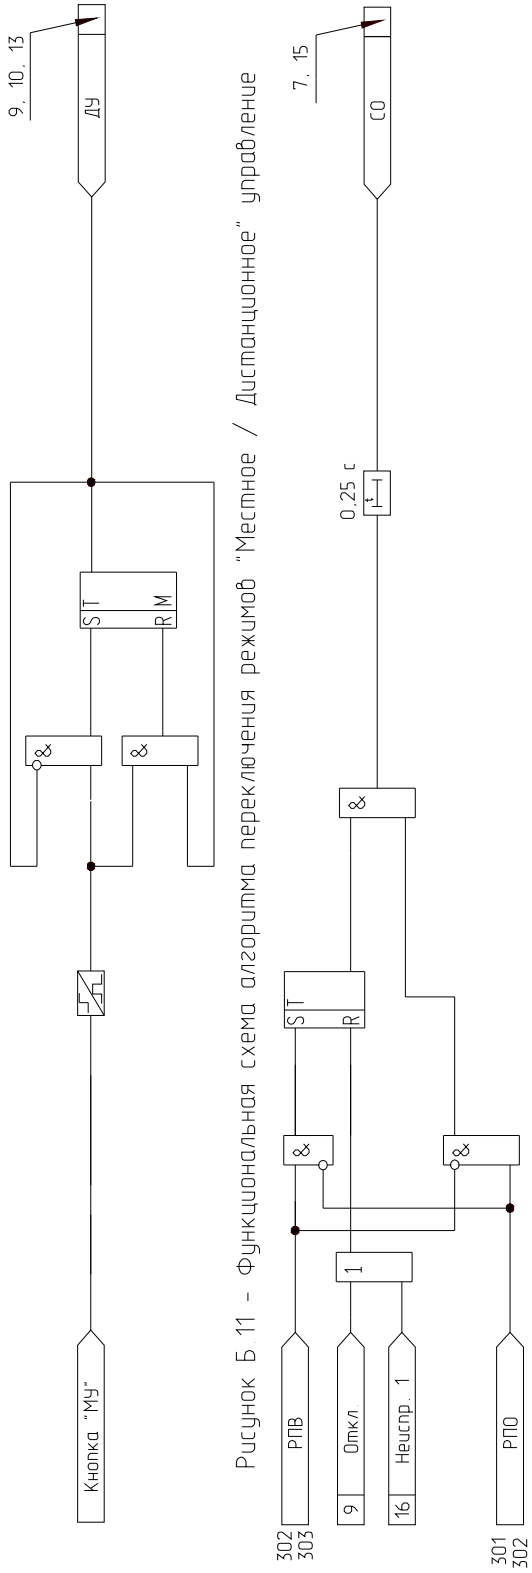 Кнопка "МУ"
&
&
S T
R M
ДУ
9, 10, 13
Рисунок Б.11 - Функциональная схема алгоритма переключения режимов "Местное / Дистанционное" управление
302
303
РПВ
9
Откл.
16
Неиспр. 1
301
302
РПО
1
&
&
S T
R
&
0,25 с
t
СО
7, 15